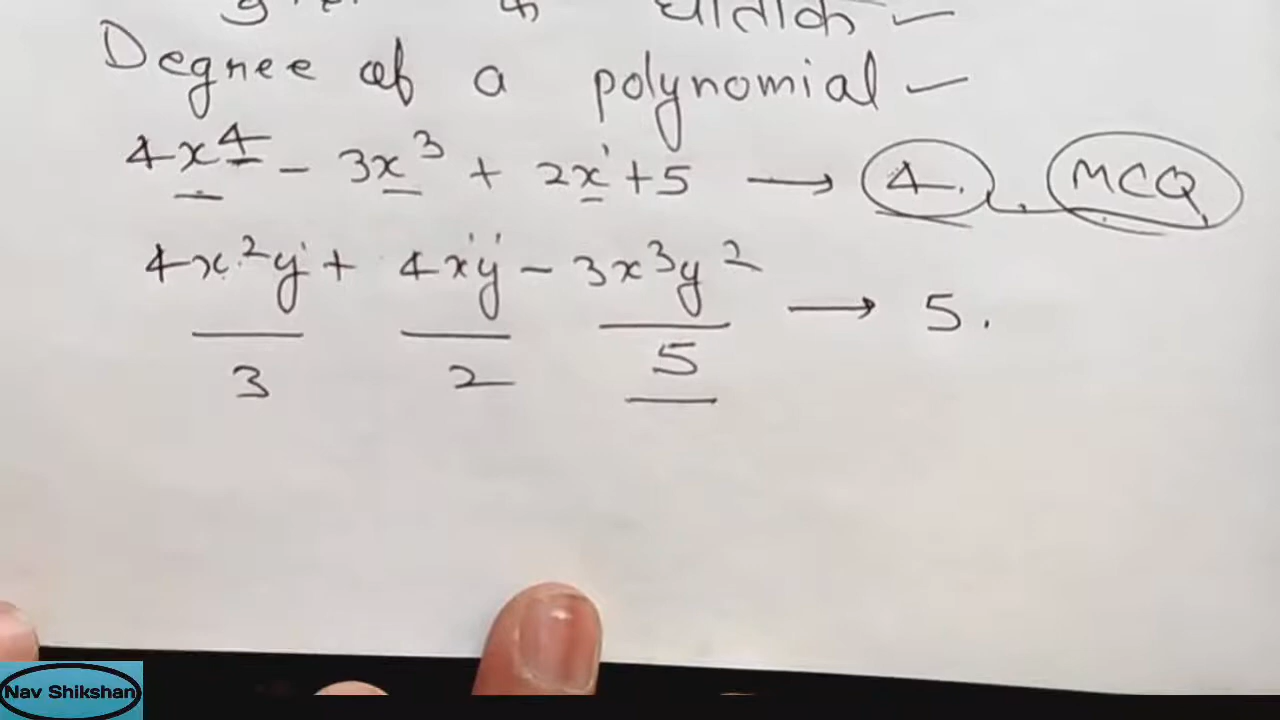 घातांक -
Degree of a polynomial -
4x⁴ - 3x³ + 2x¹ + 5 → 4. MCQ
4x²y¹ + 4x¹y¹ - 3x³y² → 5.
3 2 5
Nav Shikshan